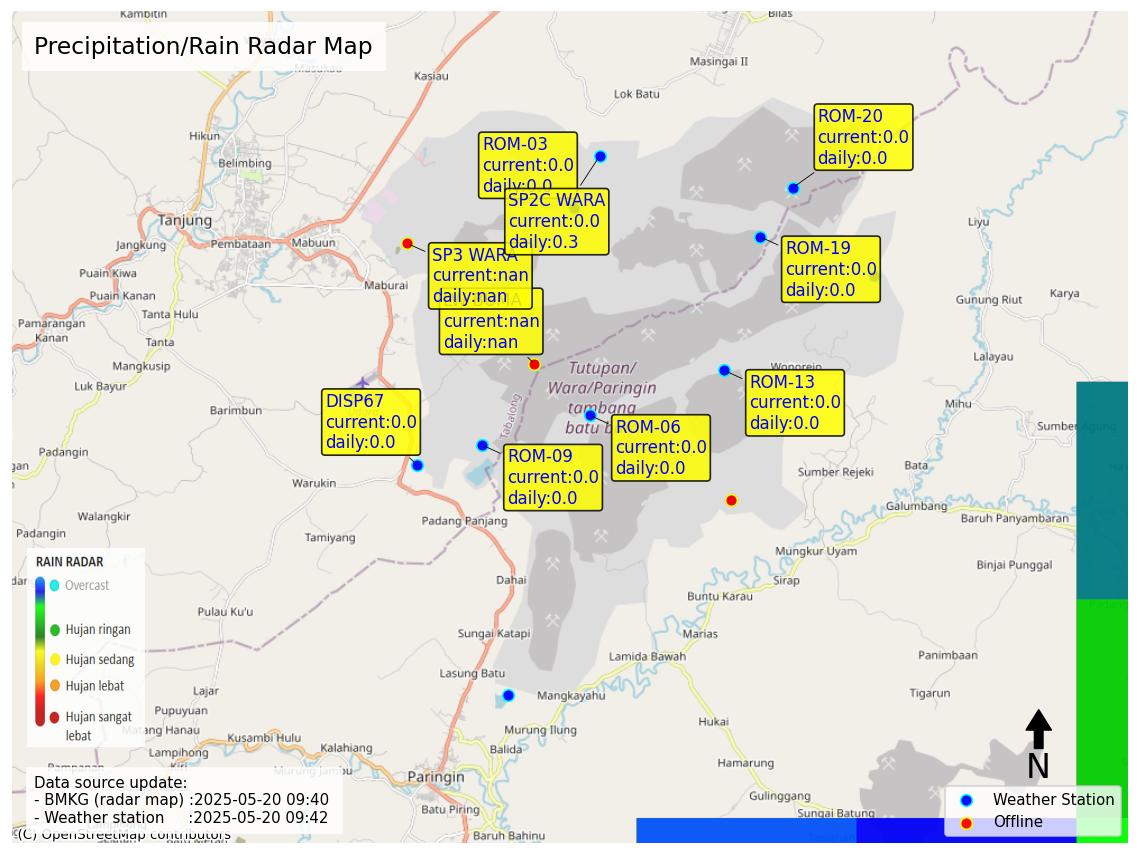 Kambitin
Bilas
Precipitation/Rain Radar Map
Masukau
Kasiau
Masingai II
Lok Batu
Hikun
Belimbing
ROM-20
current:0.0
daily:0.0
ROM-03
current:0.0
daily:0.0
SP2C WARA
current:0.0
daily:0.3
Tanjung
Jangkung
Pembataan
Mabuun
Liyu
SP3 WARA
current:nan
daily:nan
ROM-19
current:0.0
daily:0.0
Puain Kiwa
Maburai
Puain Kanan
Tanta Hulu
Gunung Riut
Karya
current:nan
daily:nan
Pamarangan
Kanan
Tanta
Mangkusip
Luk Bayur
Lalayau
Wonorejo
Tutupan/
Wara/Paringin
tambang
batu b
ROM-13
current:0.0
daily:0.0
DISP67
current:0.0
daily:0.0
Barimbun
Tabalong
Mihu
ROM-06
current:0.0
daily:0.0
Sumber Agung
Padangin
ROM-09
current:0.0
daily:0.0
Warukin
Sumber Rejeki
Bata
Galumbang
Baruh Panyambaran
Walangkir
Padang Panjang
Padangin
Tamiyang
Mungkur Uyam
Binjai Punggal
RAIN RADAR
Overcast
Hujan ringan
Hujan sedang
Hujan lebat
Hujan sangat
lebat
Dahai
Sirap
Buntu Karau
Pulau Ku'u
Sungai Katapi
Marias
Lamida Bawah
Panimbaan
Lasung Batu
Lajar
Mangkayahu
Tigarun
Pupuyuan
Matang Hanau
Murung Ilung
Hukai
Kusambi Hulu
Lampihong
Kalahiang
Balida
Kiri
Murung Jambu
Pampanan
Paringin
Hamarung
N
Data source update:
- BMKG (radar map) :2025-05-20 09:40
- Weather station :2025-05-20 09:42
Batu Piring
Gulinggang
Sungai Batung
Weather Station
Offline
Baruh Bahinu
(C) OpenStreetMap contributors